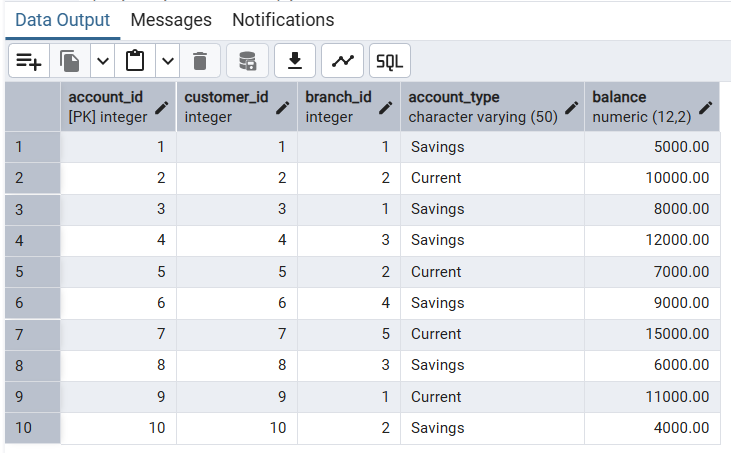 Data Output Messages Notifications
SQL
account_id customer_id branch_id account_type balance
[PK] integer integer integer character varying (50) numeric (12,2)
1 1 1 1 Savings 5000.00
2 2 2 2 Current 10000.00
3 3 3 1 Savings 8000.00
4 4 4 3 Savings 12000.00
5 5 5 2 Current 7000.00
6 6 6 4 Savings 9000.00
7 7 7 5 Current 15000.00
8 8 8 3 Savings 6000.00
9 9 9 1 Current 11000.00
10 10 10 2 Savings 4000.00